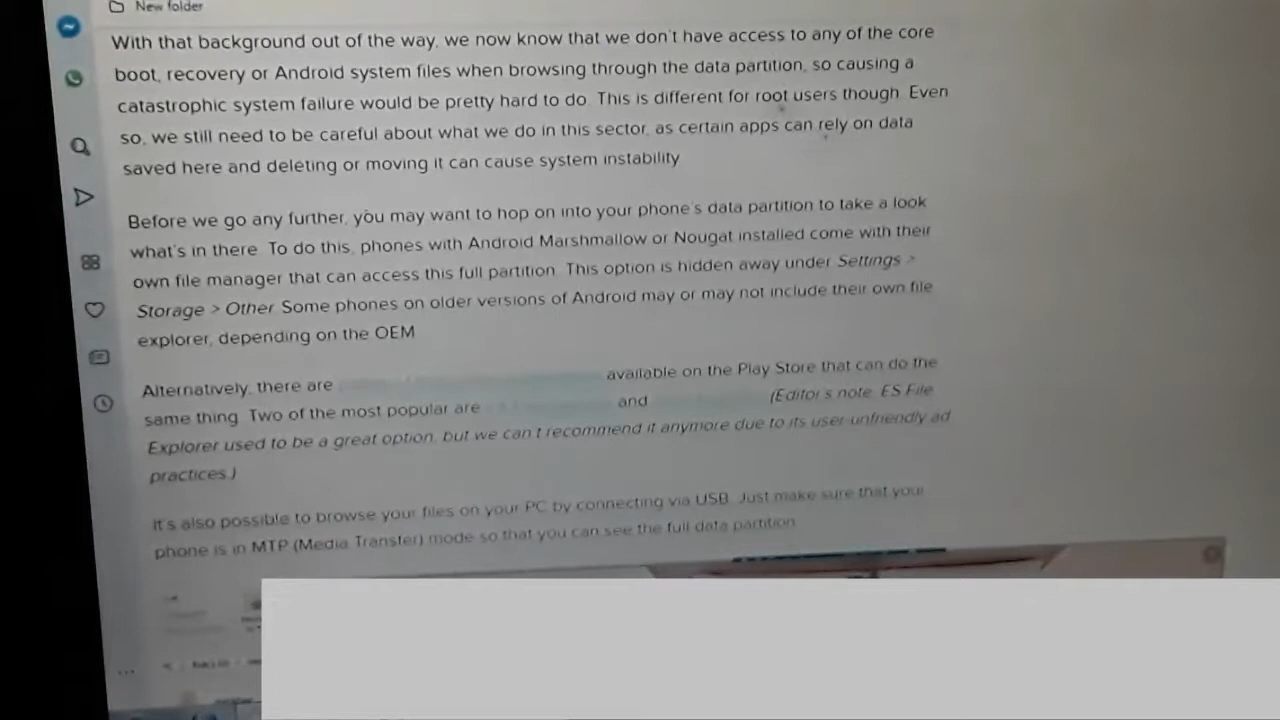 New folder
With that background out of the way, we now know that we don't have access to any of the core
boot, recovery or Android system files when browsing through the data partition, so causing a
catastrophic system failure would be pretty hard to do. This is different for root users though. Even
so, we still need to be careful about what we do in this sector, as certain apps can rely on data
saved here and deleting or moving it can cause system instability.
Before we go any further, you may want to hop on into your phone's data partition to take a look
what's in there. To do this, phones with Android Marshmallow or Nougat installed come with their
own file manager that can access this full partition. This option is hidden away under Settings >
Storage > Other. Some phones on older versions of Android may or may not include their own file
explorer, depending on the OEM.
Alternatively, there are available on the Play Store that can do the
same thing. Two of the most popular are and (Editor's note: ES File
Explorer used to be a great option, but we can't recommend it anymore due to its user-unfriendly ad
practices.)
It's also possible to browse your files on your PC by connecting via USB. Just make sure that your
phone is in MTP (Media Transfer) mode so that you can see the full data partition.